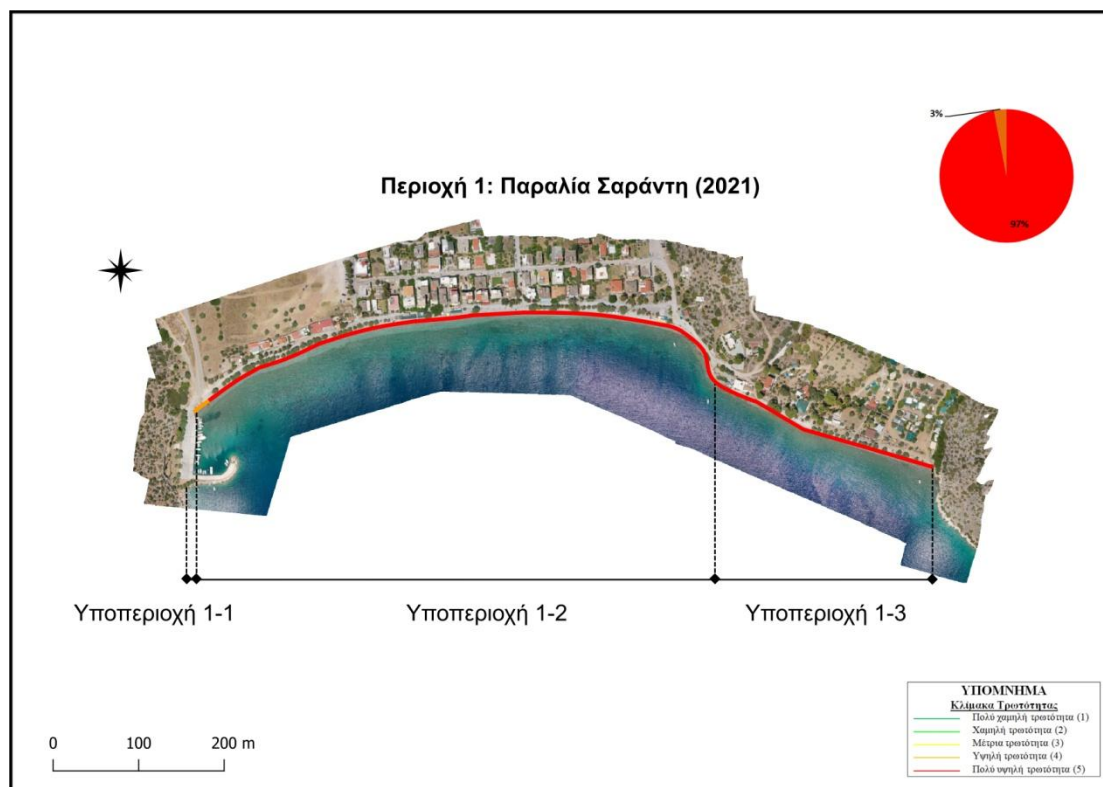 3%
97%
Περιοχή 1: Παραλία Σαράντη (2021)
Υποπεριοχή 1-1
Υποπεριοχή 1-2
Υποπεριοχή 1-3
ΥΠΟΜΝΗΜΑ
Κλίμακα Τρωτότητας
Πολύ χαμηλή τρωτότητα (1)
Χαμηλή τρωτότητα (2)
Μέτρια τρωτότητα (3)
Υψηλή τρωτότητα (4)
Πολύ υψηλή τρωτότητα (5)
0 100 200 m